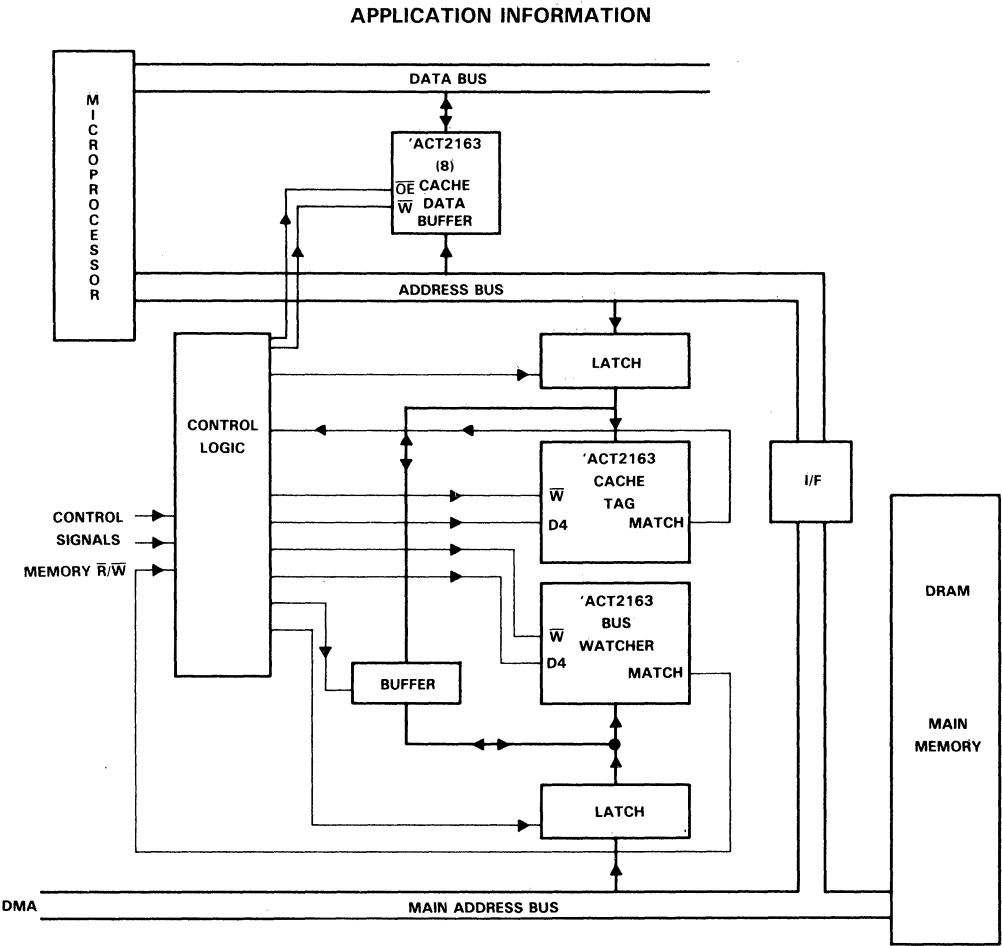 APPLICATION INFORMATION
MICROPROCESSOR
DATA BUS
'ACT2163
(8)
O̅E̅ CACHE
W̅ DATA
BUFFER
ADDRESS BUS
LATCH
CONTROL
LOGIC
'ACT2163
CACHE
W̅
TAG
D4 MATCH
I/F
CONTROL
SIGNALS
MEMORY R̅/W̅
DRAM
MAIN
MEMORY
'ACT2163
BUS
W̅
WATCHER
D4
MATCH
BUFFER
LATCH
DMA
MAIN ADDRESS BUS